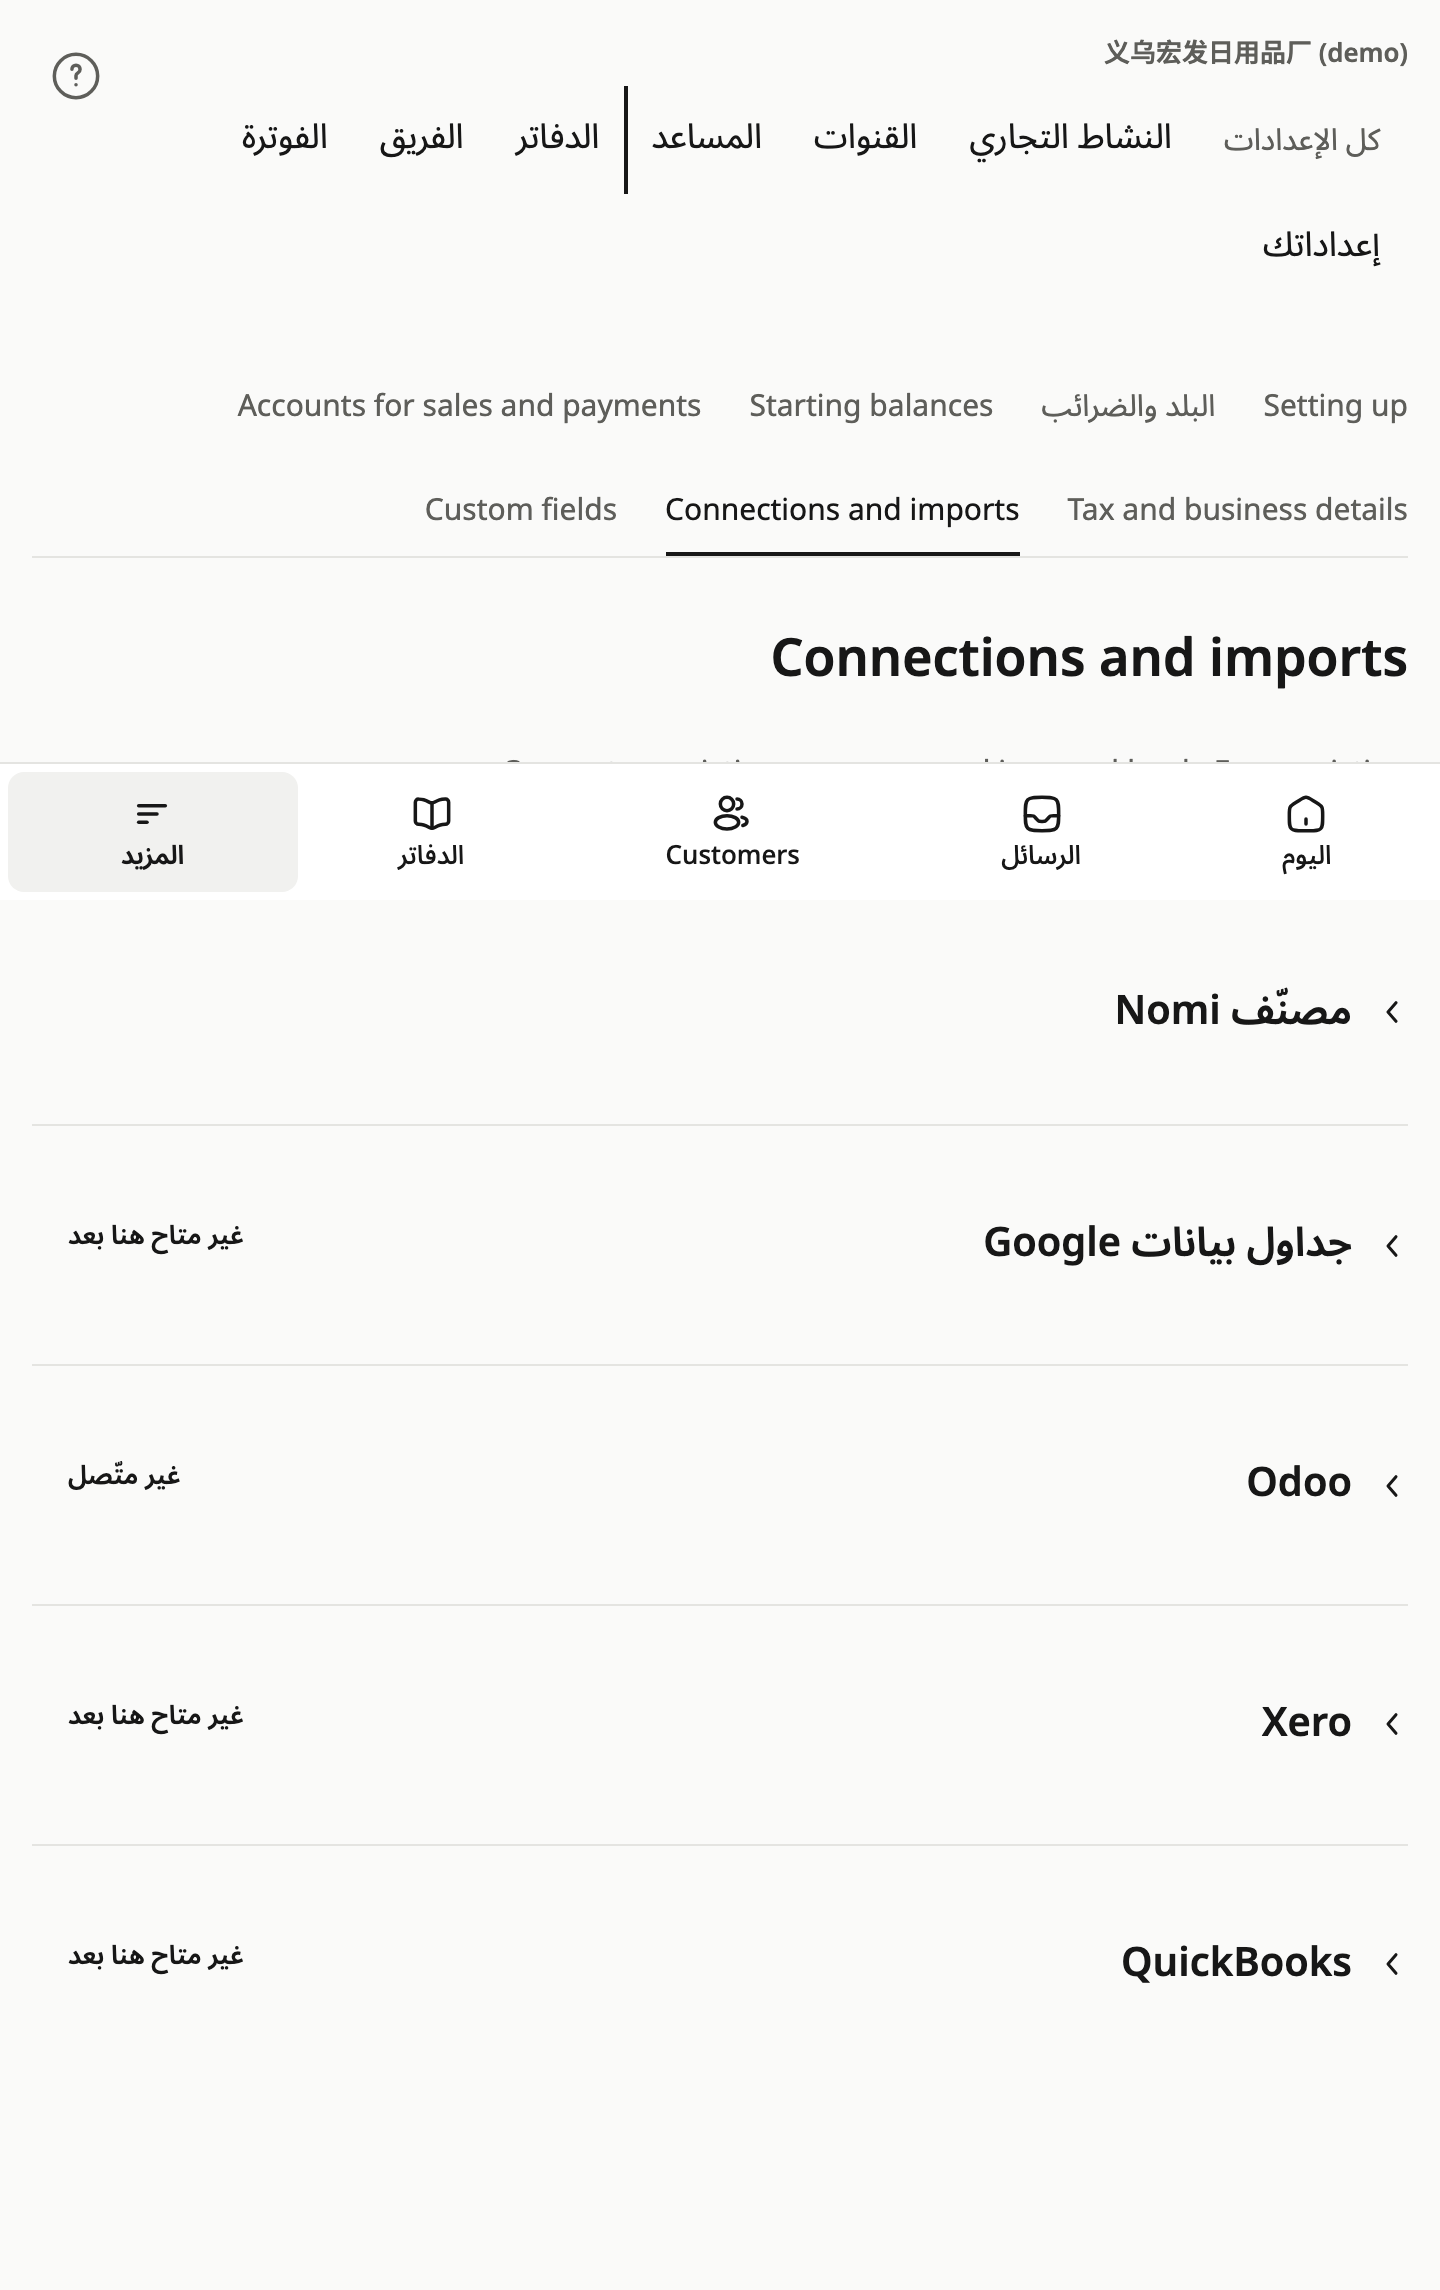 义乌宏发日用品厂 (demo)
كل الإعدادات النشاط التجاري القنوات المساعد الدفاتر الفريق الفوترة
إعداداتك
Setting up البلد والضرائب Starting balances Accounts for sales and payments
Tax and business details Connections and imports Custom fields
Connections and imports
اليوم الرسائل Customers الدفاتر المزيد
مصنّف Nomi
جداول بيانات Google غير متاح هنا بعد
Odoo غير متّصل
Xero غير متاح هنا بعد
QuickBooks غير متاح هنا بعد